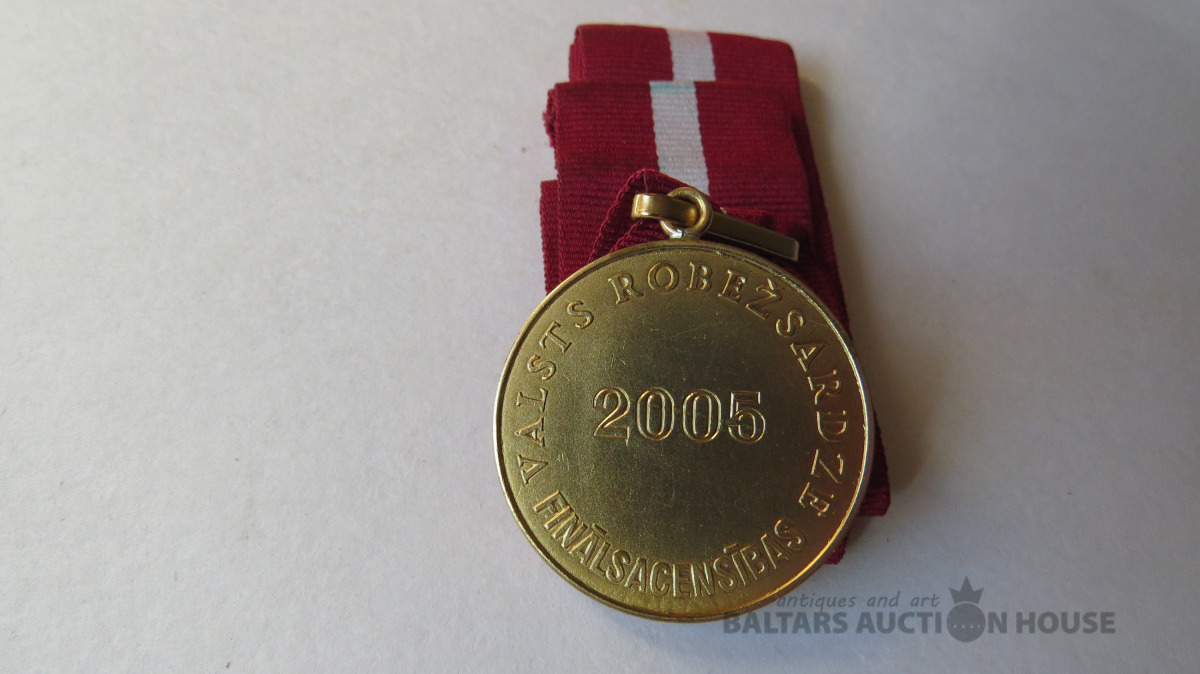 VALSTS ROBEŽSARDZE
2005
FINĀLSACENSĪBAS
antiques and art
BALTARS AUCTION HOUSE